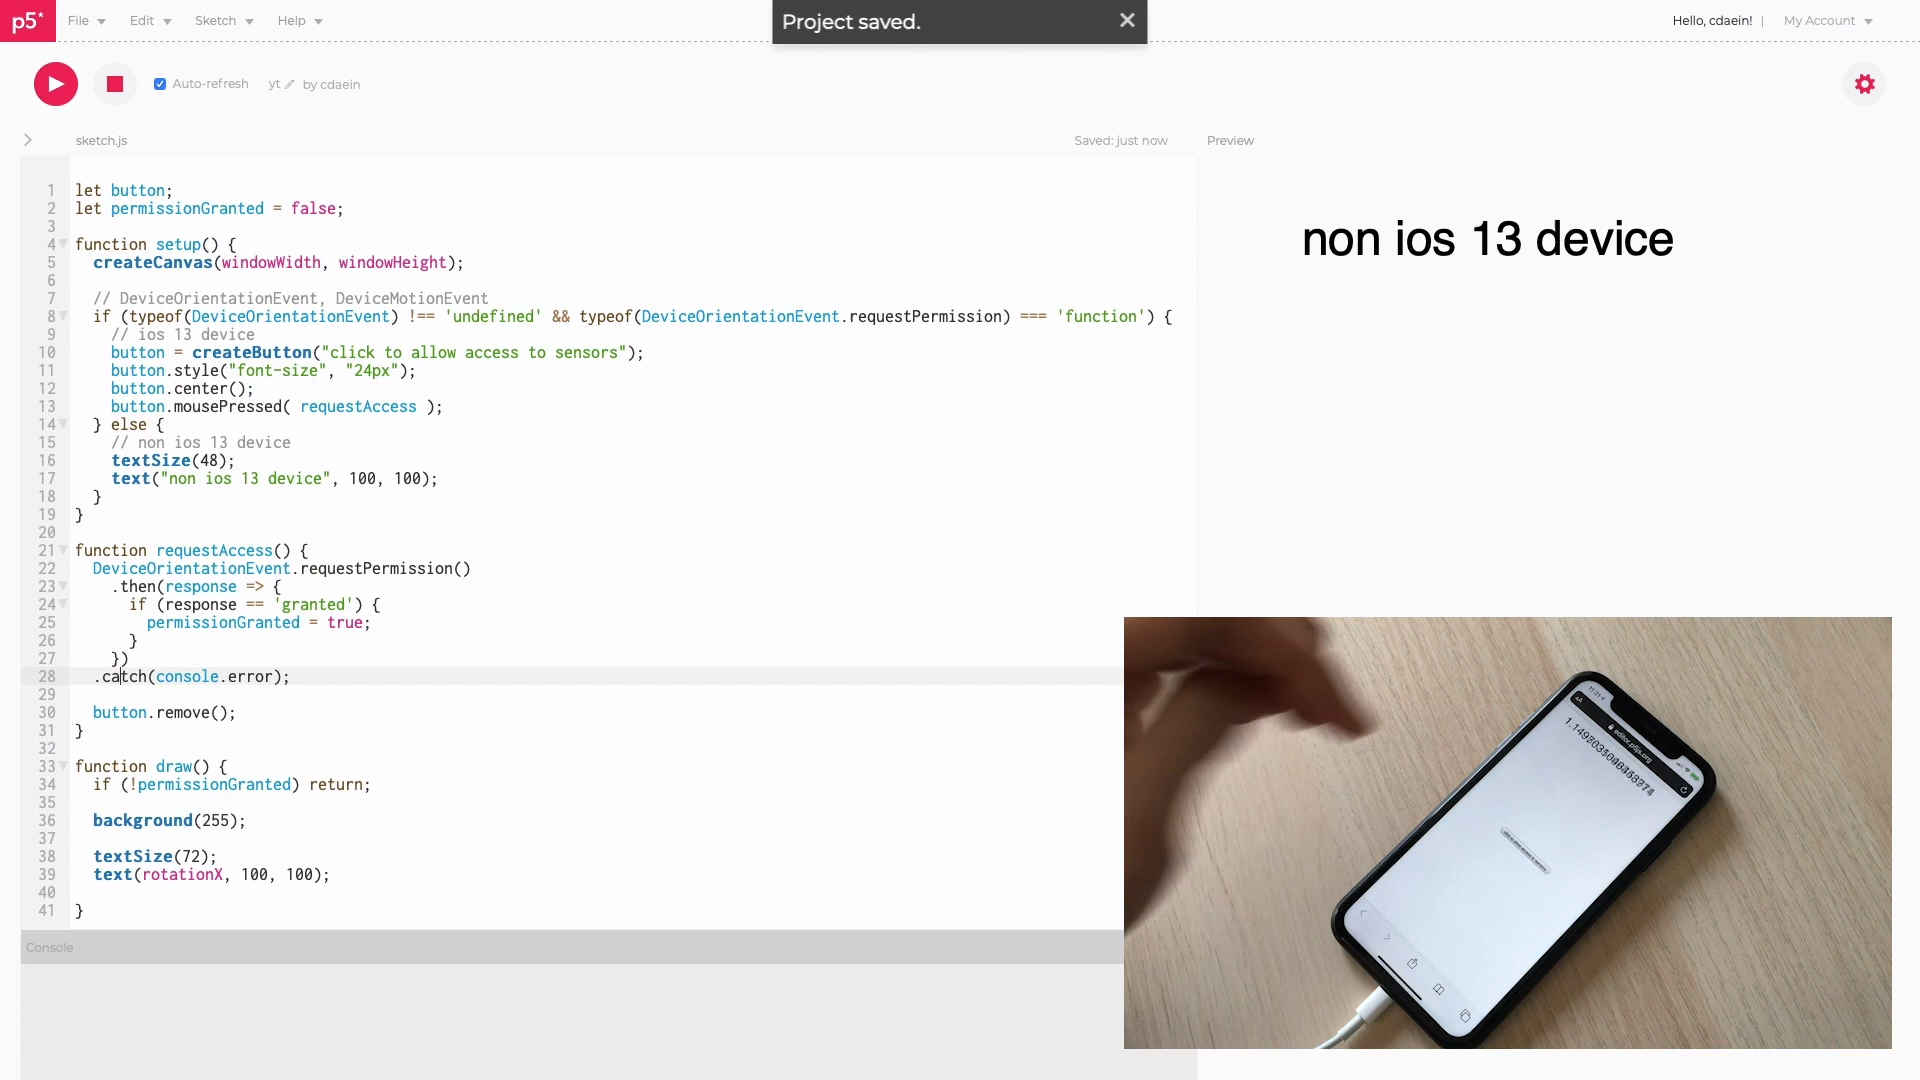 p5*
File
Edit
Sketch
Help
Project saved.
Hello, cdaein! |
My Account
Auto-refresh
yt
by cdaein
sketch.js
Saved: just now
Preview
1 let button;
2 let permissionGranted = false;
3
4 function setup() {
5 createCanvas(windowWidth, windowHeight);
6
7 // DeviceOrientationEvent, DeviceMotionEvent
8 if (typeof(DeviceOrientationEvent) !== 'undefined' && typeof(DeviceOrientationEvent.requestPermission) === 'function') {
9 // ios 13 device
10 button = createButton("click to allow access to sensors");
11 button.style("font-size", "24px");
12 button.center();
13 button.mousePressed( requestAccess );
14 } else {
15 // non ios 13 device
16 textSize(48);
17 text("non ios 13 device", 100, 100);
18 }
19 }
20
21 function requestAccess() {
22 DeviceOrientationEvent.requestPermission()
23 .then(response => {
24 if (response == 'granted') {
25 permissionGranted = true;
26 }
27 })
28 .catch(console.error);
29
30 button.remove();
31 }
32
33 function draw() {
34 if (!permissionGranted) return;
35
36 background(255);
37
38 textSize(72);
39 text(rotationX, 100, 100);
40
41 }
Console
non ios 13 device
11:21
AA
editor.p5js.org